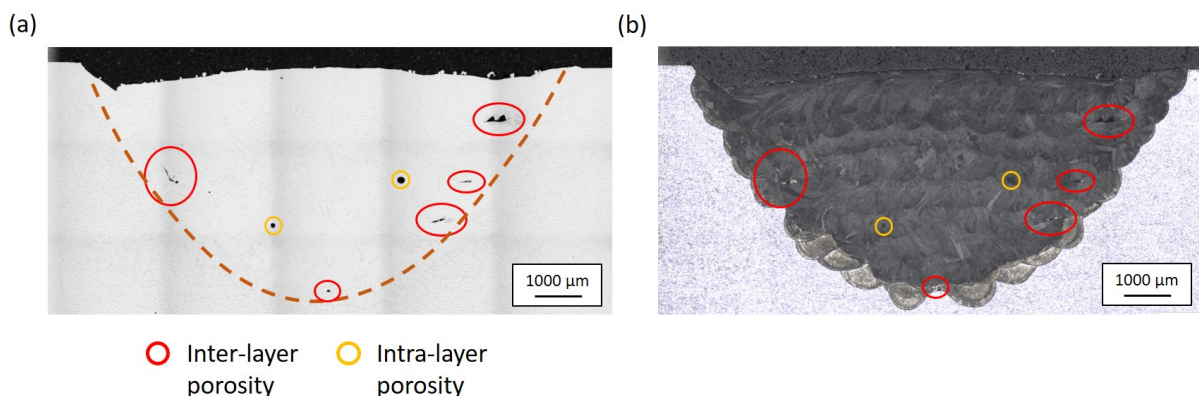 (a)
(b)
1000 µm
1000 µm
Inter-layer
porosity
Intra-layer
porosity